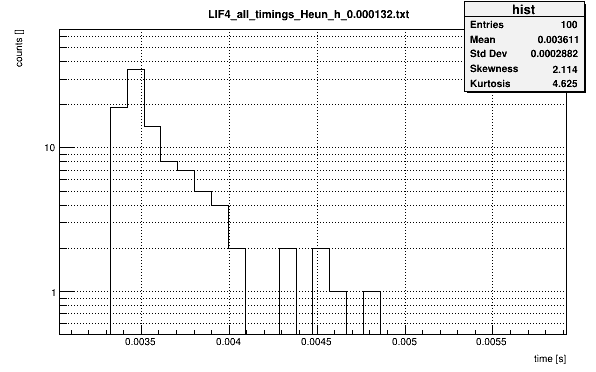 LIF4_all_timings_Heun_h_0.000132.txt
hist
Entries 100
Mean 0.003611
Std Dev 0.0002882
Skewness 2.114
Kurtosis 4.625
counts []
10
1
0.0035 0.004 0.0045 0.005 0.0055
time [s]